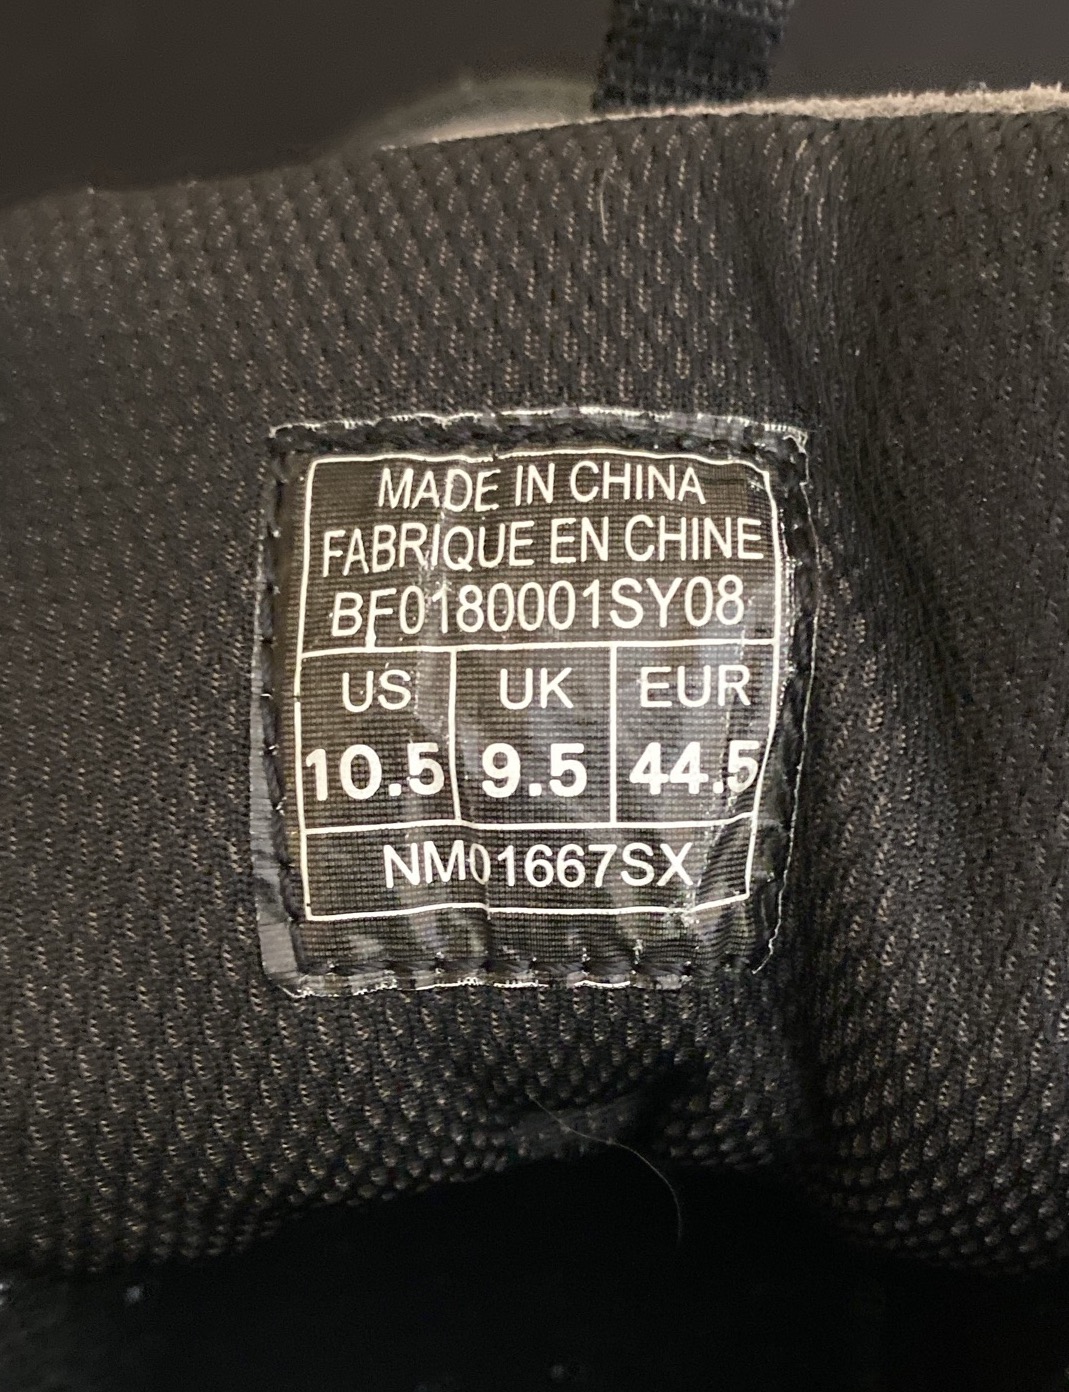 MADE IN CHINA
FABRIQUE EN CHINE
BF0180001SY08
US UK EUR
10.5 9.5 44.5
NM01667SX